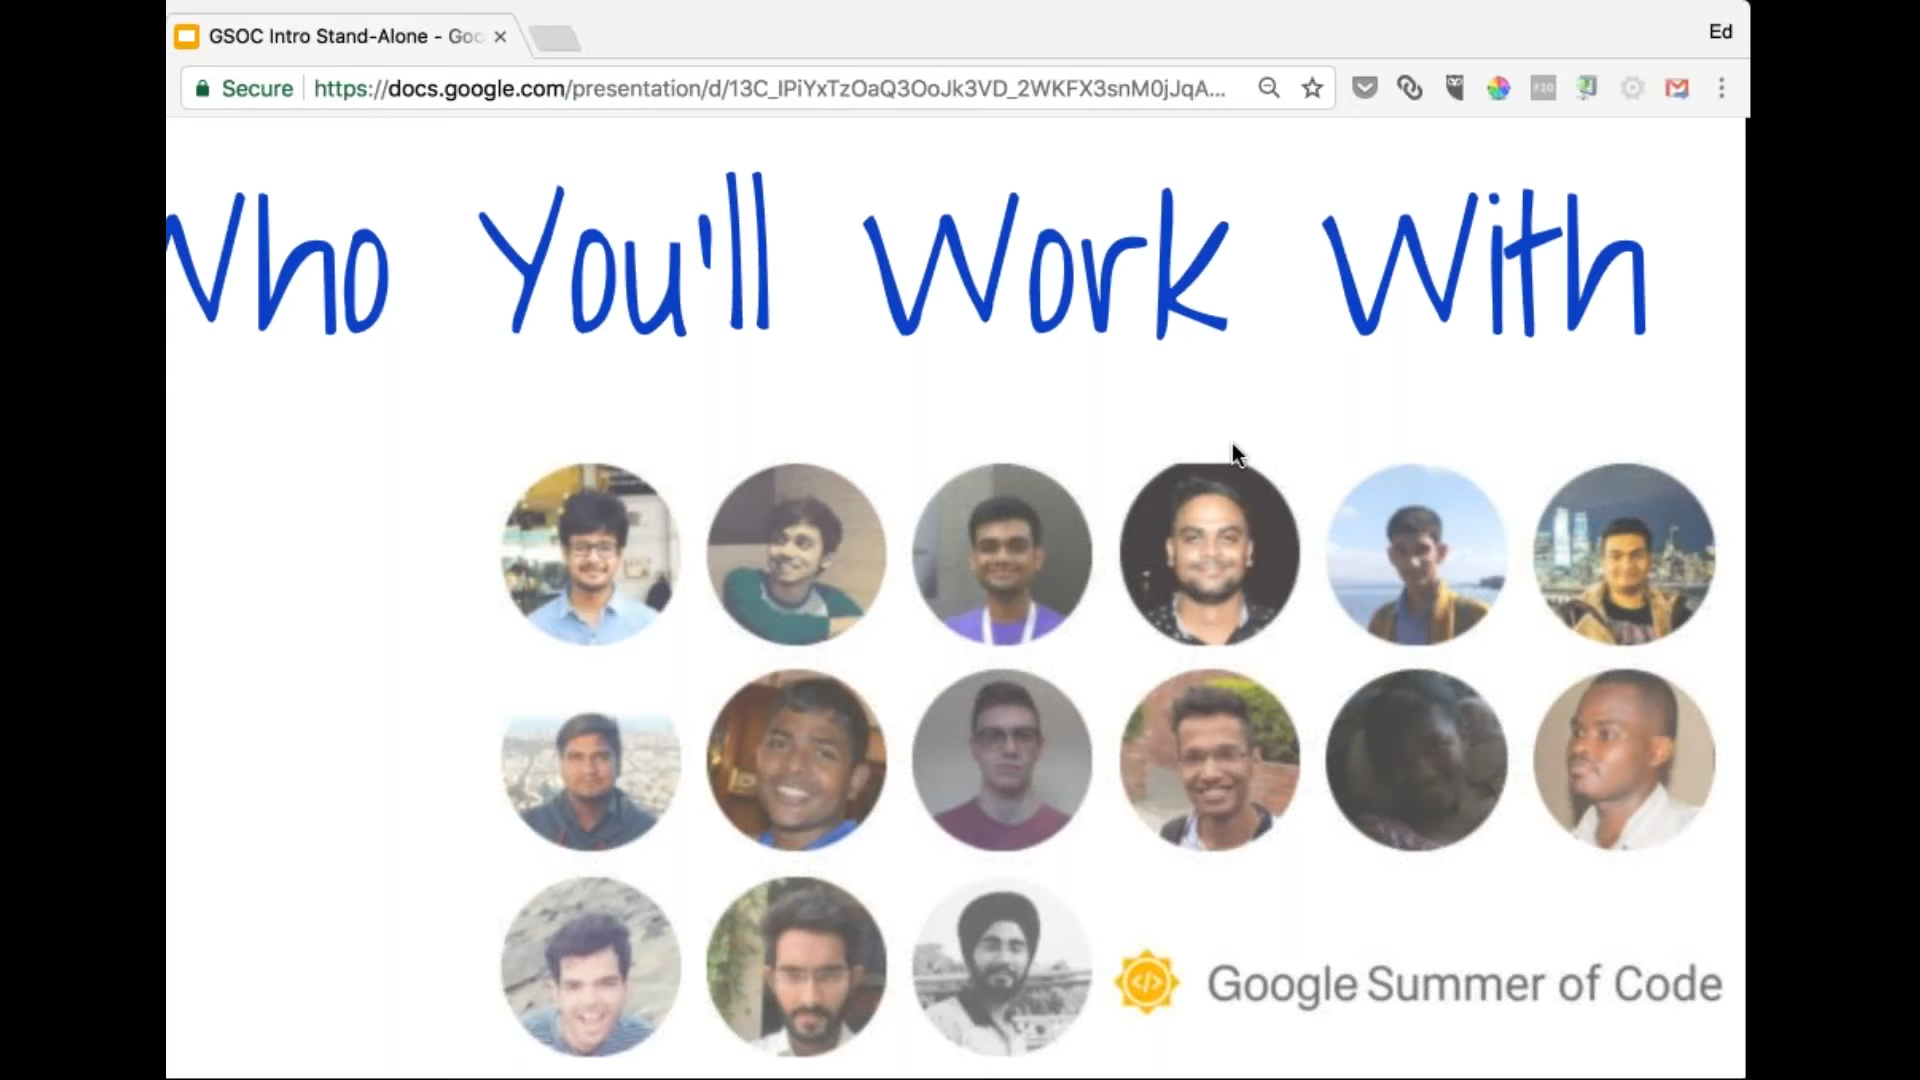 GSOC Intro Stand-Alone - Goo
Ed
Secure
https://docs.google.com/presentation/d/13C_IPiYxTzOaQ3OoJk3VD_2WKFX3snM0jJqA...
Who You'll Work With
Google Summer of Code